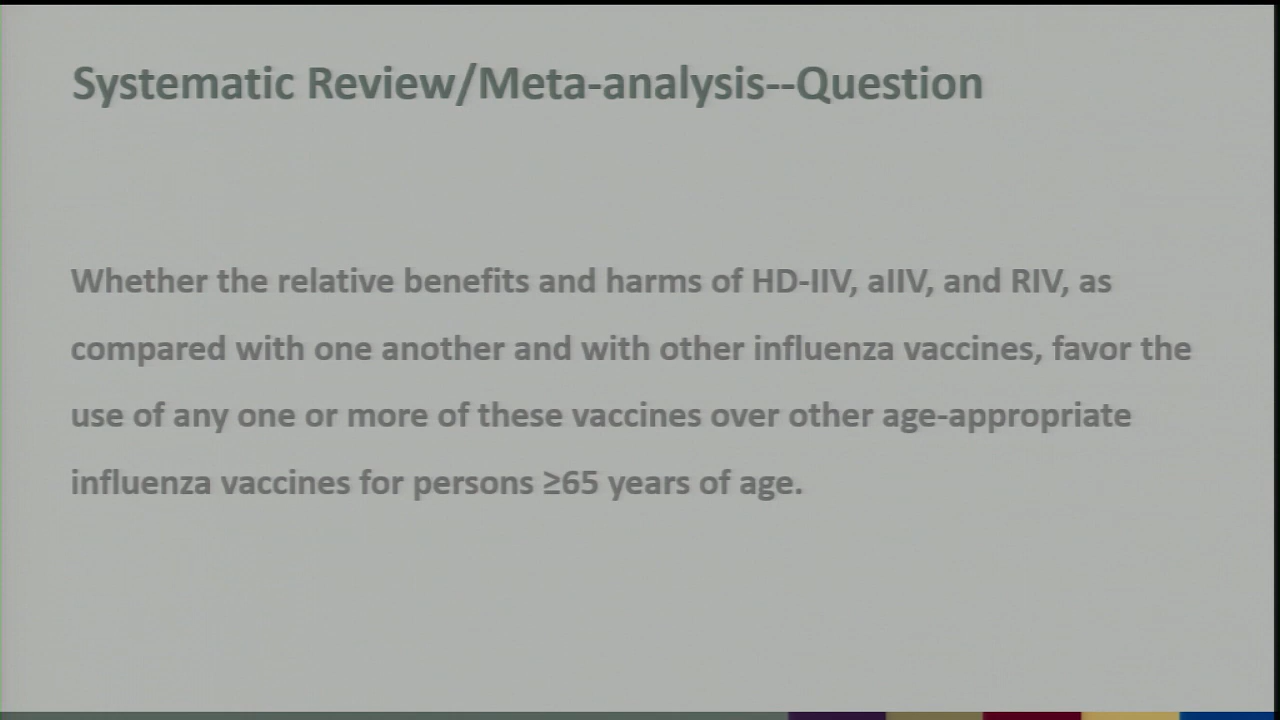 Systematic Review/Meta-analysis--Question
Whether the relative benefits and harms of HD-IIV, aIIV, and RIV, as
compared with one another and with other influenza vaccines, favor the
use of any one or more of these vaccines over other age-appropriate
influenza vaccines for persons ≥65 years of age.